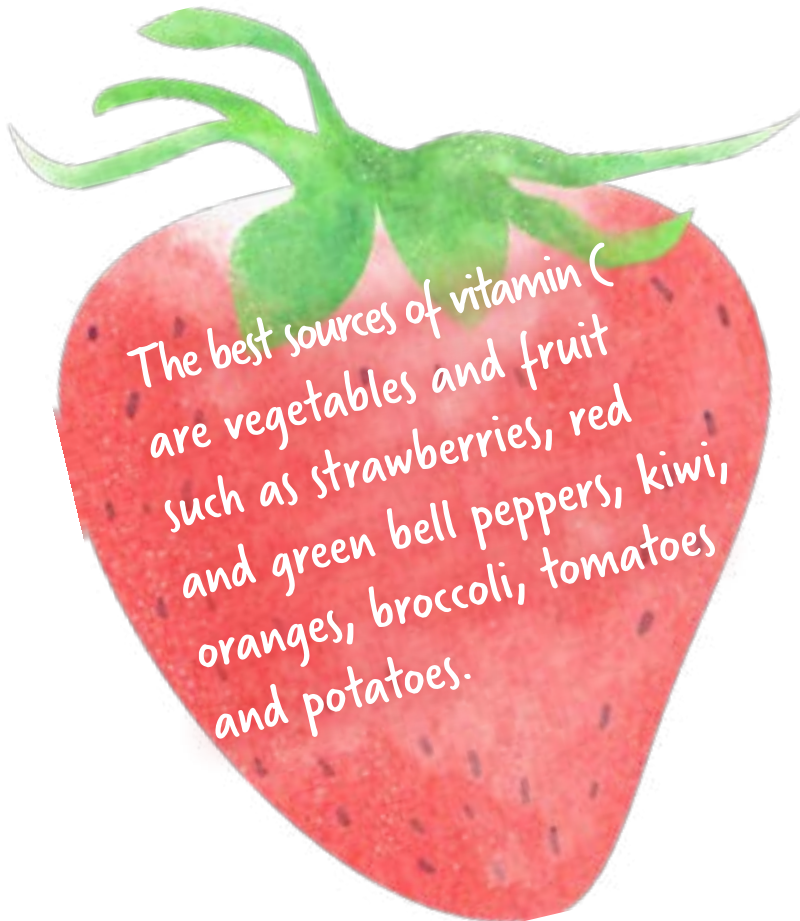 The best sources of vitamin C
are vegetables and fruit
such as strawberries, red
and green bell peppers, kiwi,
oranges, broccoli, tomatoes
and potatoes.